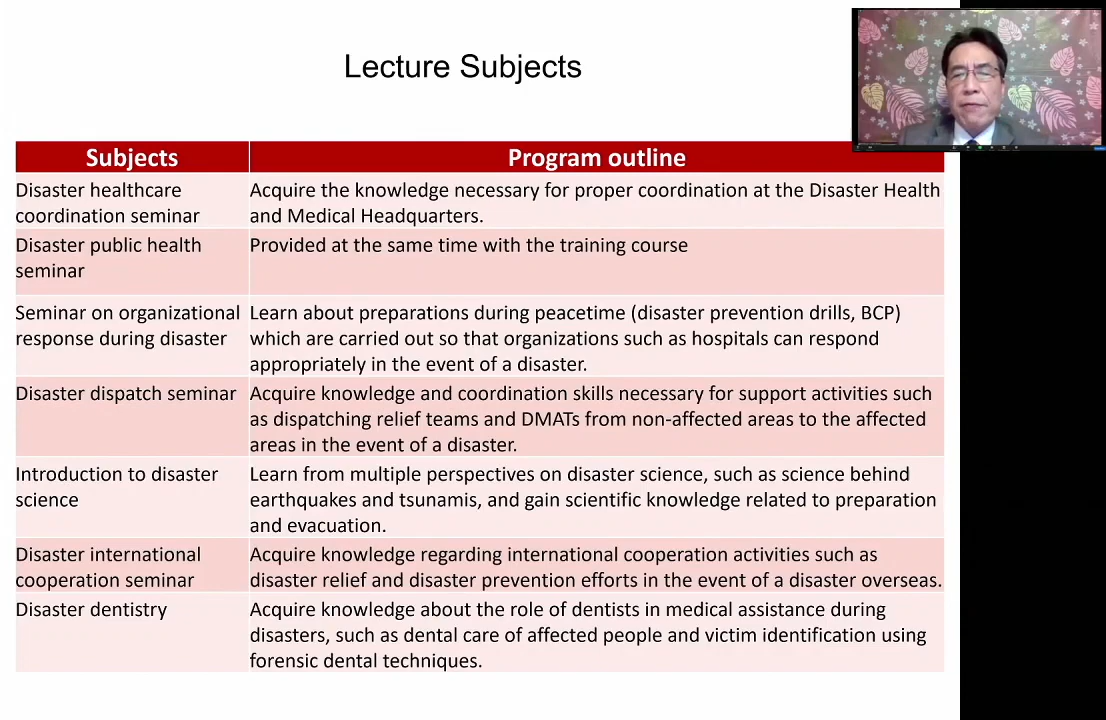 Lecture Subjects
Subjects
Program outline
Disaster healthcare
coordination seminar
Acquire the knowledge necessary for proper coordination at the Disaster Health
and Medical Headquarters.
Disaster public health
seminar
Provided at the same time with the training course
Seminar on organizational
response during disaster
Learn about preparations during peacetime (disaster prevention drills, BCP)
which are carried out so that organizations such as hospitals can respond
appropriately in the event of a disaster.
Disaster dispatch seminar
Acquire knowledge and coordination skills necessary for support activities such
as dispatching relief teams and DMATs from non-affected areas to the affected
areas in the event of a disaster.
Introduction to disaster
science
Learn from multiple perspectives on disaster science, such as science behind
earthquakes and tsunamis, and gain scientific knowledge related to preparation
and evacuation.
Disaster international
cooperation seminar
Acquire knowledge regarding international cooperation activities such as
disaster relief and disaster prevention efforts in the event of a disaster overseas.
Disaster dentistry
Acquire knowledge about the role of dentists in medical assistance during
disasters, such as dental care of affected people and victim identification using
forensic dental techniques.